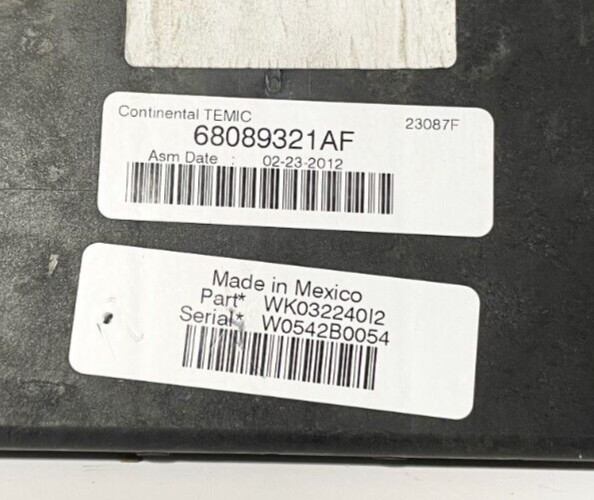 Continental TEMIC 23087F
68089321AF
Asm Date : 02-23-2012
Made in Mexico
Part* WK03224012
Serial* W0542B0054